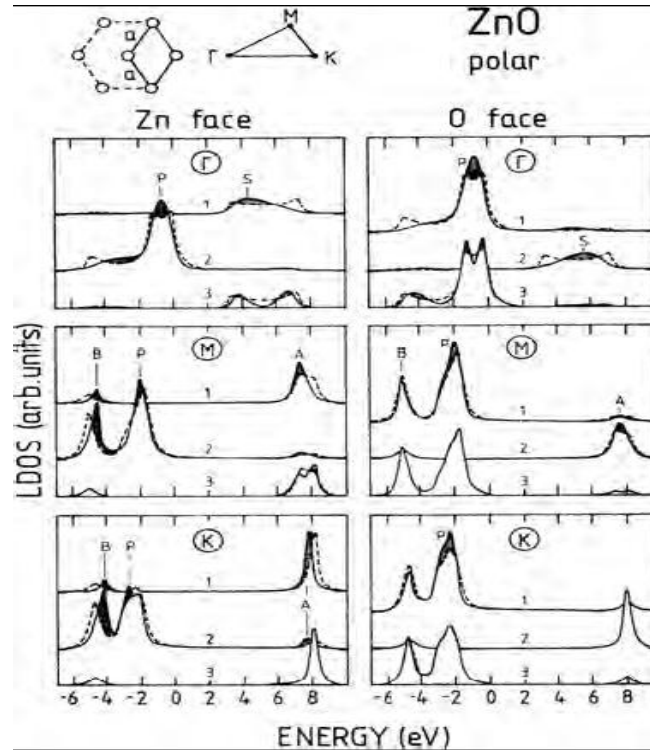 M
ZnO
a
Γ
K
a
polar
Zn face
O face
Γ
P
S
1
2
3
P
Γ
1
S
2
3
B
P
M
A
1
2
3
B
P
M
1
A
2
3
B
P
K
1
A
2
3
P
K
1
2
3
LDOS (arb.units)
-6 -4 -2 0 2 4 6 8
-6 -4 -2 0 2 4 6 8
ENERGY (eV)